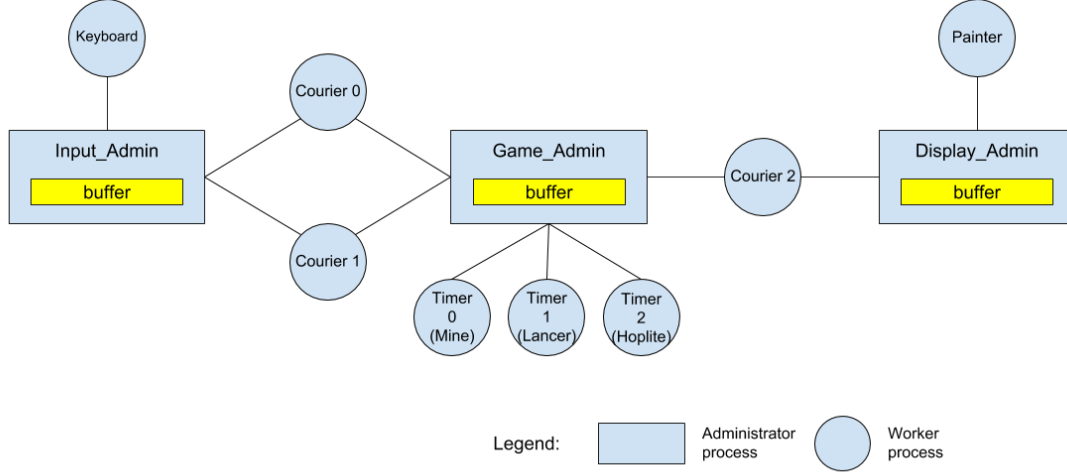 Keyboard
Painter
Courier 0
Input_Admin
buffer
Game_Admin
buffer
Courier 2
Display_Admin
buffer
Courier 1
Timer
0
(Mine)
Timer
1
(Lancer)
Timer
2
(Hoplite)
Legend:
Administrator
process
Worker
process